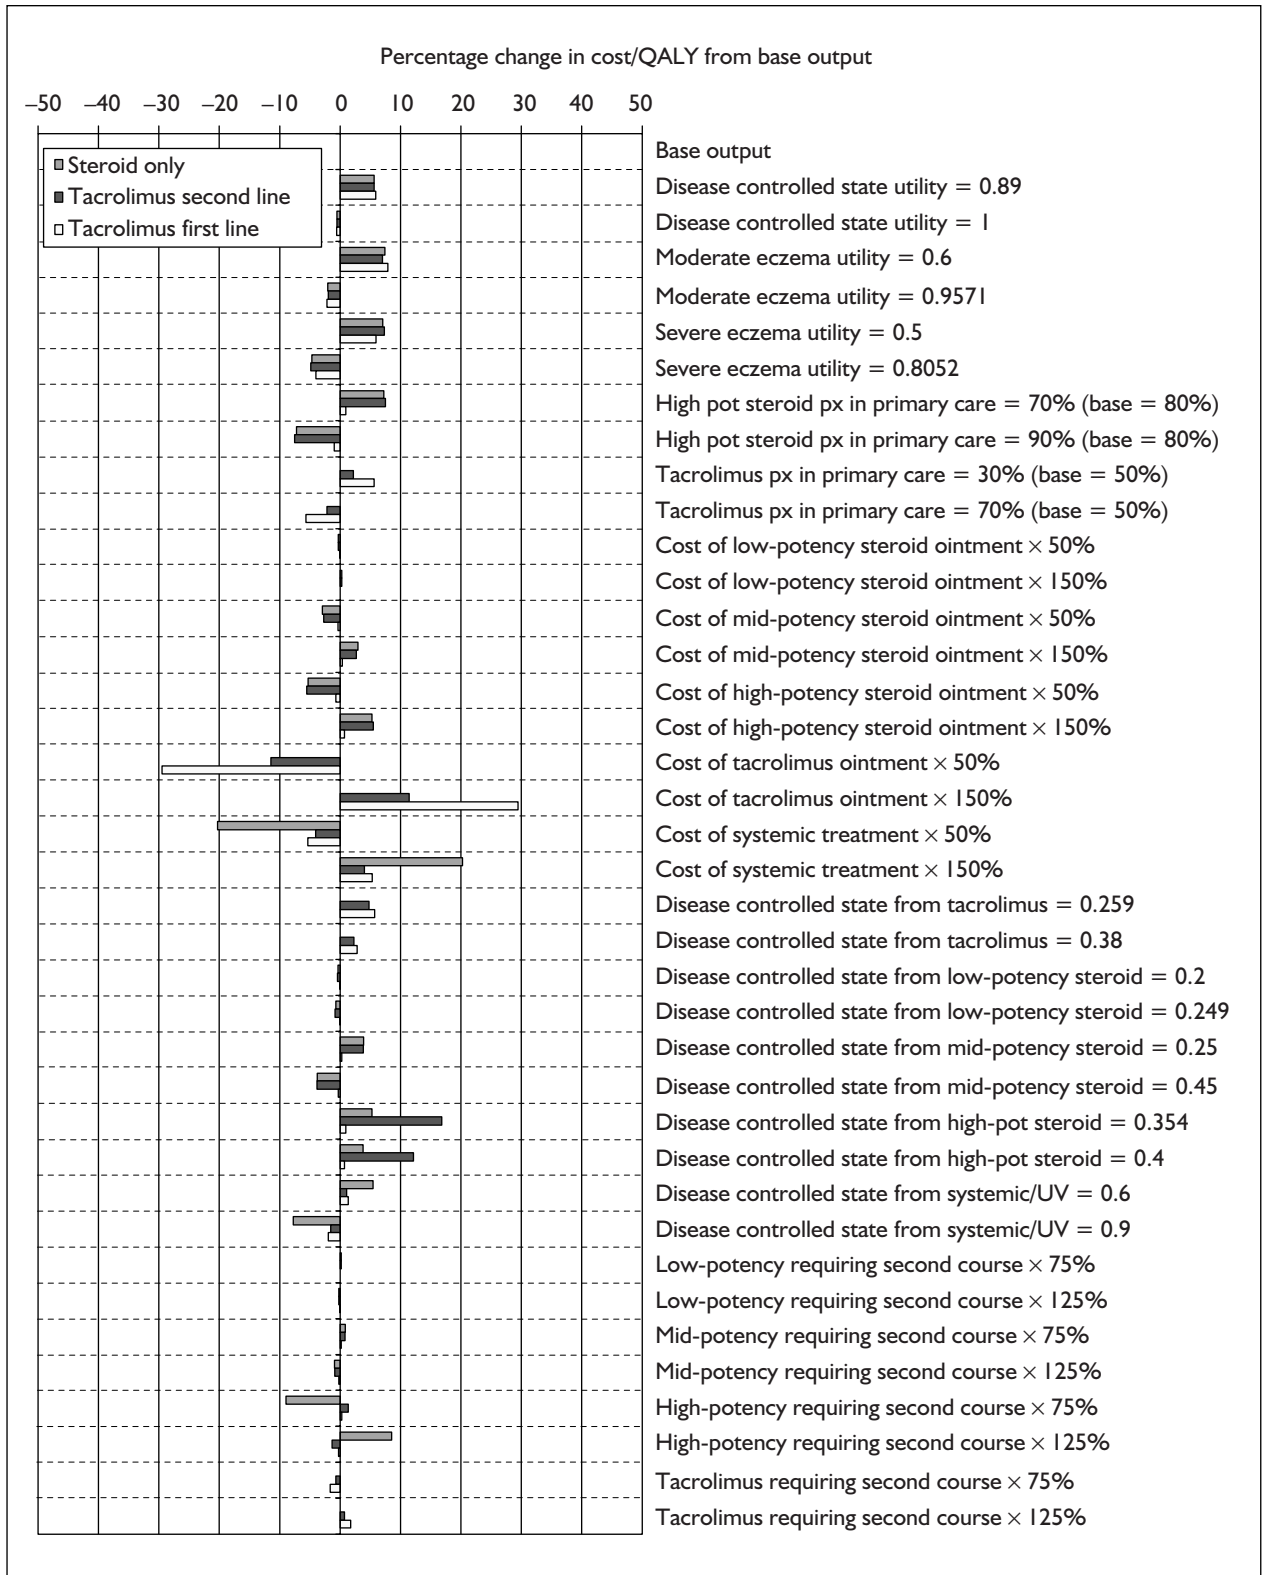 Percentage change in cost/QALY from base output
–50 –40 –30 –20 –10 0 10 20 30 40 50
Steroid only
Tacrolimus second line
Tacrolimus first line
Base output
Disease controlled state utility = 0.89
Disease controlled state utility = 1
Moderate eczema utility = 0.6
Moderate eczema utility = 0.9571
Severe eczema utility = 0.5
Severe eczema utility = 0.8052
High pot steroid px in primary care = 70% (base = 80%)
High pot steroid px in primary care = 90% (base = 80%)
Tacrolimus px in primary care = 30% (base = 50%)
Tacrolimus px in primary care = 70% (base = 50%)
Cost of low-potency steroid ointment × 50%
Cost of low-potency steroid ointment × 150%
Cost of mid-potency steroid ointment × 50%
Cost of mid-potency steroid ointment × 150%
Cost of high-potency steroid ointment × 50%
Cost of high-potency steroid ointment × 150%
Cost of tacrolimus ointment × 50%
Cost of tacrolimus ointment × 150%
Cost of systemic treatment × 50%
Cost of systemic treatment × 150%
Disease controlled state from tacrolimus = 0.259
Disease controlled state from tacrolimus = 0.38
Disease controlled state from low-potency steroid = 0.2
Disease controlled state from low-potency steroid = 0.249
Disease controlled state from mid-potency steroid = 0.25
Disease controlled state from mid-potency steroid = 0.45
Disease controlled state from high-pot steroid = 0.354
Disease controlled state from high-pot steroid = 0.4
Disease controlled state from systemic/UV = 0.6
Disease controlled state from systemic/UV = 0.9
Low-potency requiring second course × 75%
Low-potency requiring second course × 125%
Mid-potency requiring second course × 75%
Mid-potency requiring second course × 125%
High-potency requiring second course × 75%
High-potency requiring second course × 125%
Tacrolimus requiring second course × 75%
Tacrolimus requiring second course × 125%